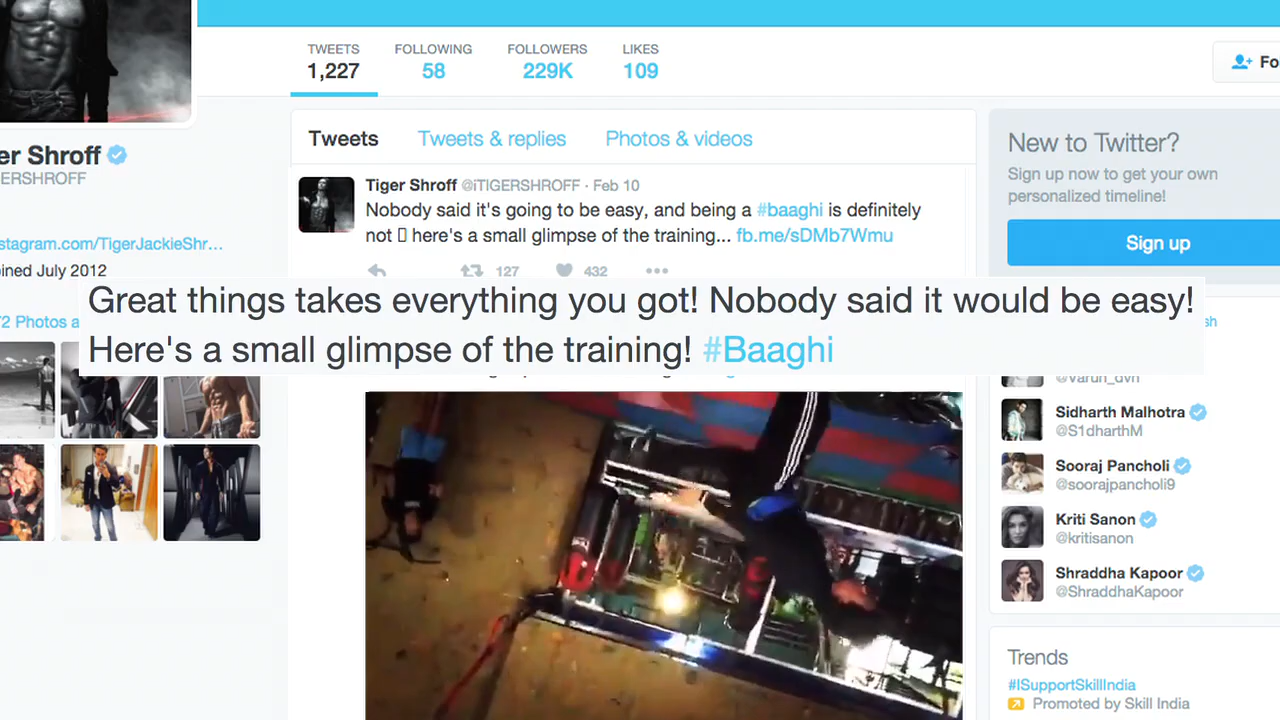 TWEETS FOLLOWING FOLLOWERS LIKES
1,227 58 229K 109
er Shroff
ERSHROFF
stagram.com/TigerJackieShr...
ined July 2012
2 Photos a
Tweets Tweets & replies Photos & videos
Tiger Shroff @iTIGERSHROFF · Feb 10
Nobody said it's going to be easy, and being a #baaghi is definitely
not here's a small glimpse of the training... fb.me/sDMb7Wmu
127 432
Great things takes everything you got! Nobody said it would be easy!
Here's a small glimpse of the training! #Baaghi
Fo
New to Twitter?
Sign up now to get your own
personalized timeline!
Sign up
sh
@Varun_dvn
Sidharth Malhotra
@S1dharthM
Sooraj Pancholi
@soorajpancholi9
Kriti Sanon
@kritisanon
Shraddha Kapoor
@ShraddhaKapoor
Trends
#ISupportSkillIndia
Promoted by Skill India